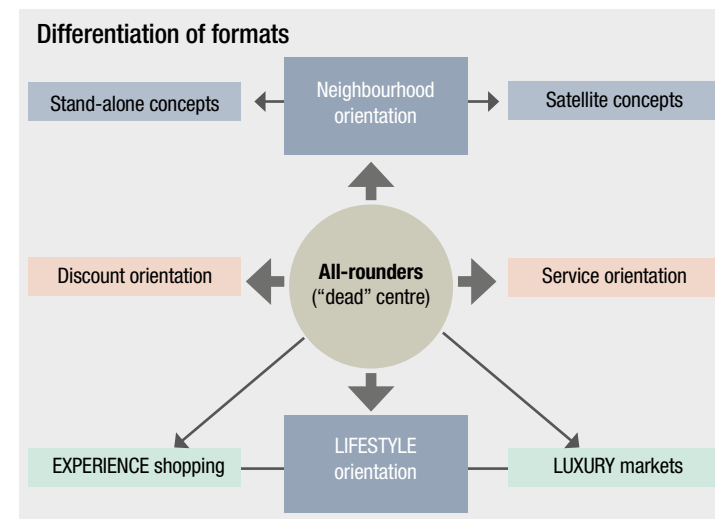 Differentiation of formats
Stand-alone concepts
Neighbourhood
orientation
Satellite concepts
Discount orientation
All-rounders
(“dead” centre)
Service orientation
EXPERIENCE shopping
LIFESTYLE
orientation
LUXURY markets